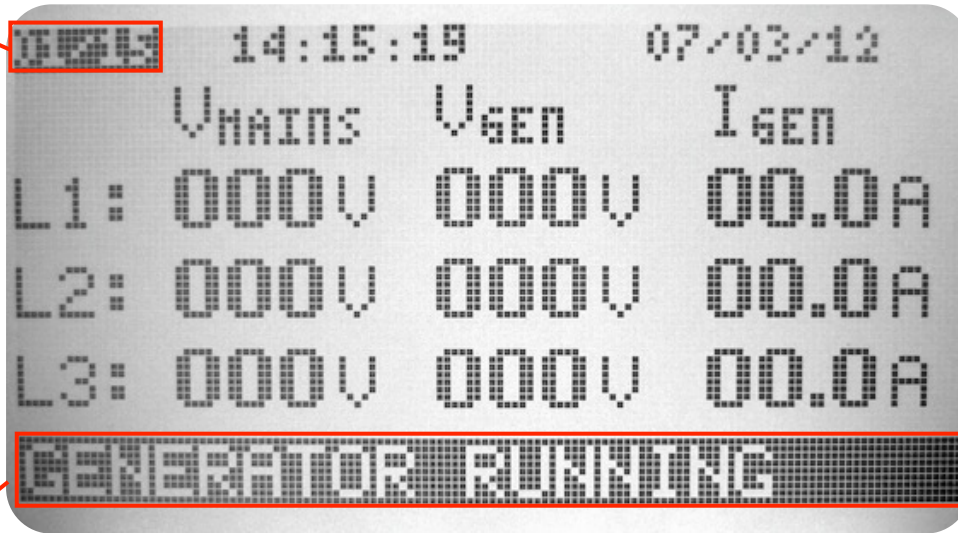 14:15:19 07/03/12
VMAINS VGEN IGEN
L1: 000V 000V 00.0A
L2: 000V 000V 00.0A
L3: 000V 000V 00.0A
GENERATOR RUNNING